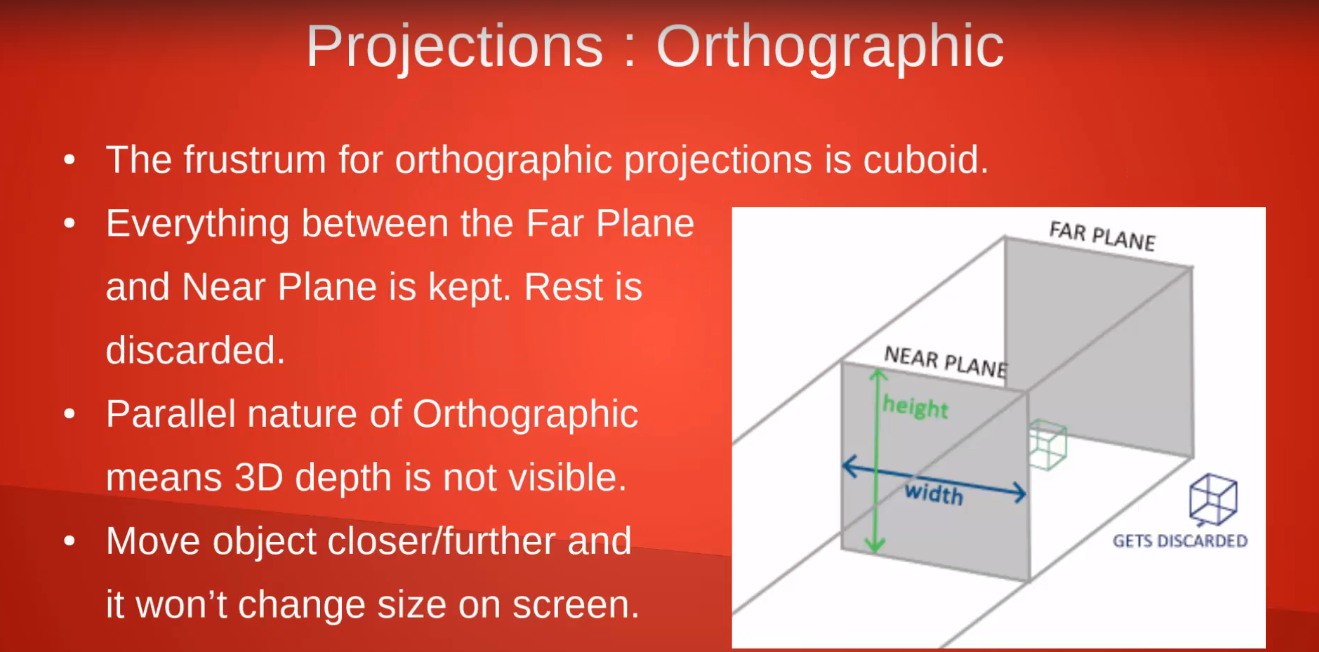 Projections : Orthographic
• The frustrum for orthographic projections is cuboid.
• Everything between the Far Plane
and Near Plane is kept. Rest is
discarded.
• Parallel nature of Orthographic
means 3D depth is not visible.
• Move object closer/further and
it won’t change size on screen.
FAR PLANE
NEAR PLANE
height
width
GETS DISCARDED